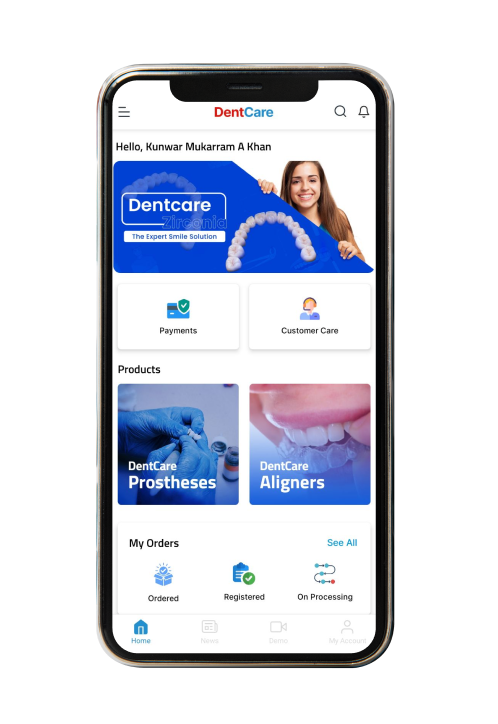 DentCare
Hello, Kunwar Mukarram A Khan
Dentcare
Zirconia
The Expert Smile Solution
Payments
Customer Care
Products
DentCare
Prostheses
DentCare
Aligners
My Orders
See All
Ordered
Registered
On Processing
Home
News
Demo
My Account